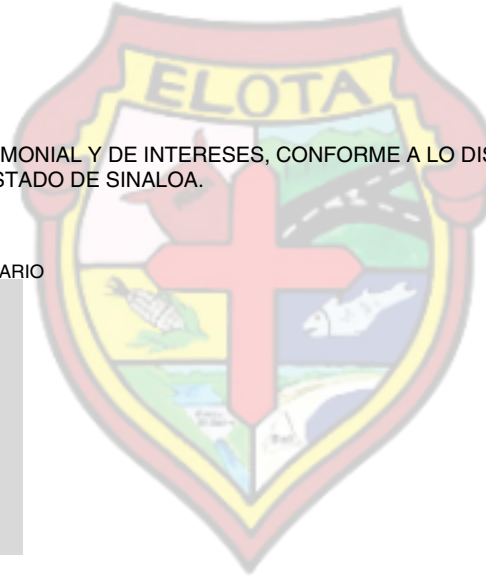 ELOTA
MONIAL Y DE INTERESES, CONFORME A LO DIS
STADO DE SINALOA.
ARIO